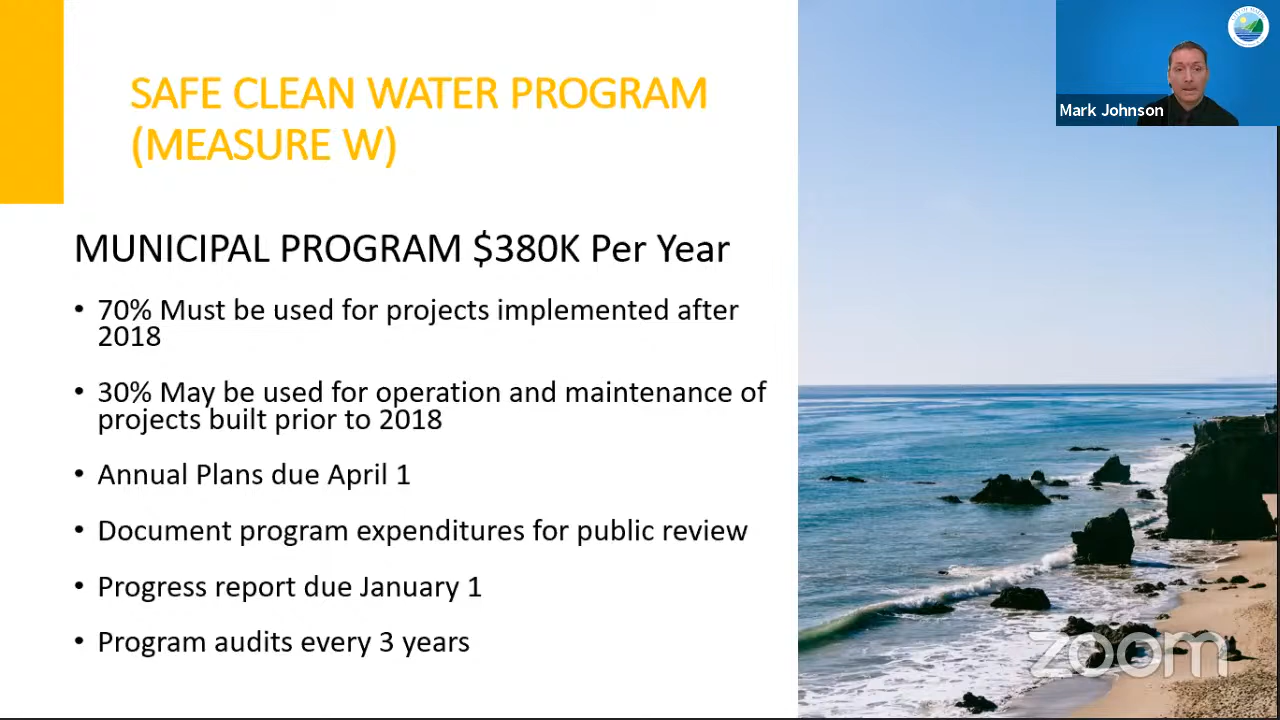 SAFE CLEAN WATER PROGRAM
(MEASURE W)
MUNICIPAL PROGRAM $380K Per Year
• 70% Must be used for projects implemented after
2018
• 30% May be used for operation and maintenance of
projects built prior to 2018
• Annual Plans due April 1
• Document program expenditures for public review
• Progress report due January 1
• Program audits every 3 years
Mark Johnson
zoom